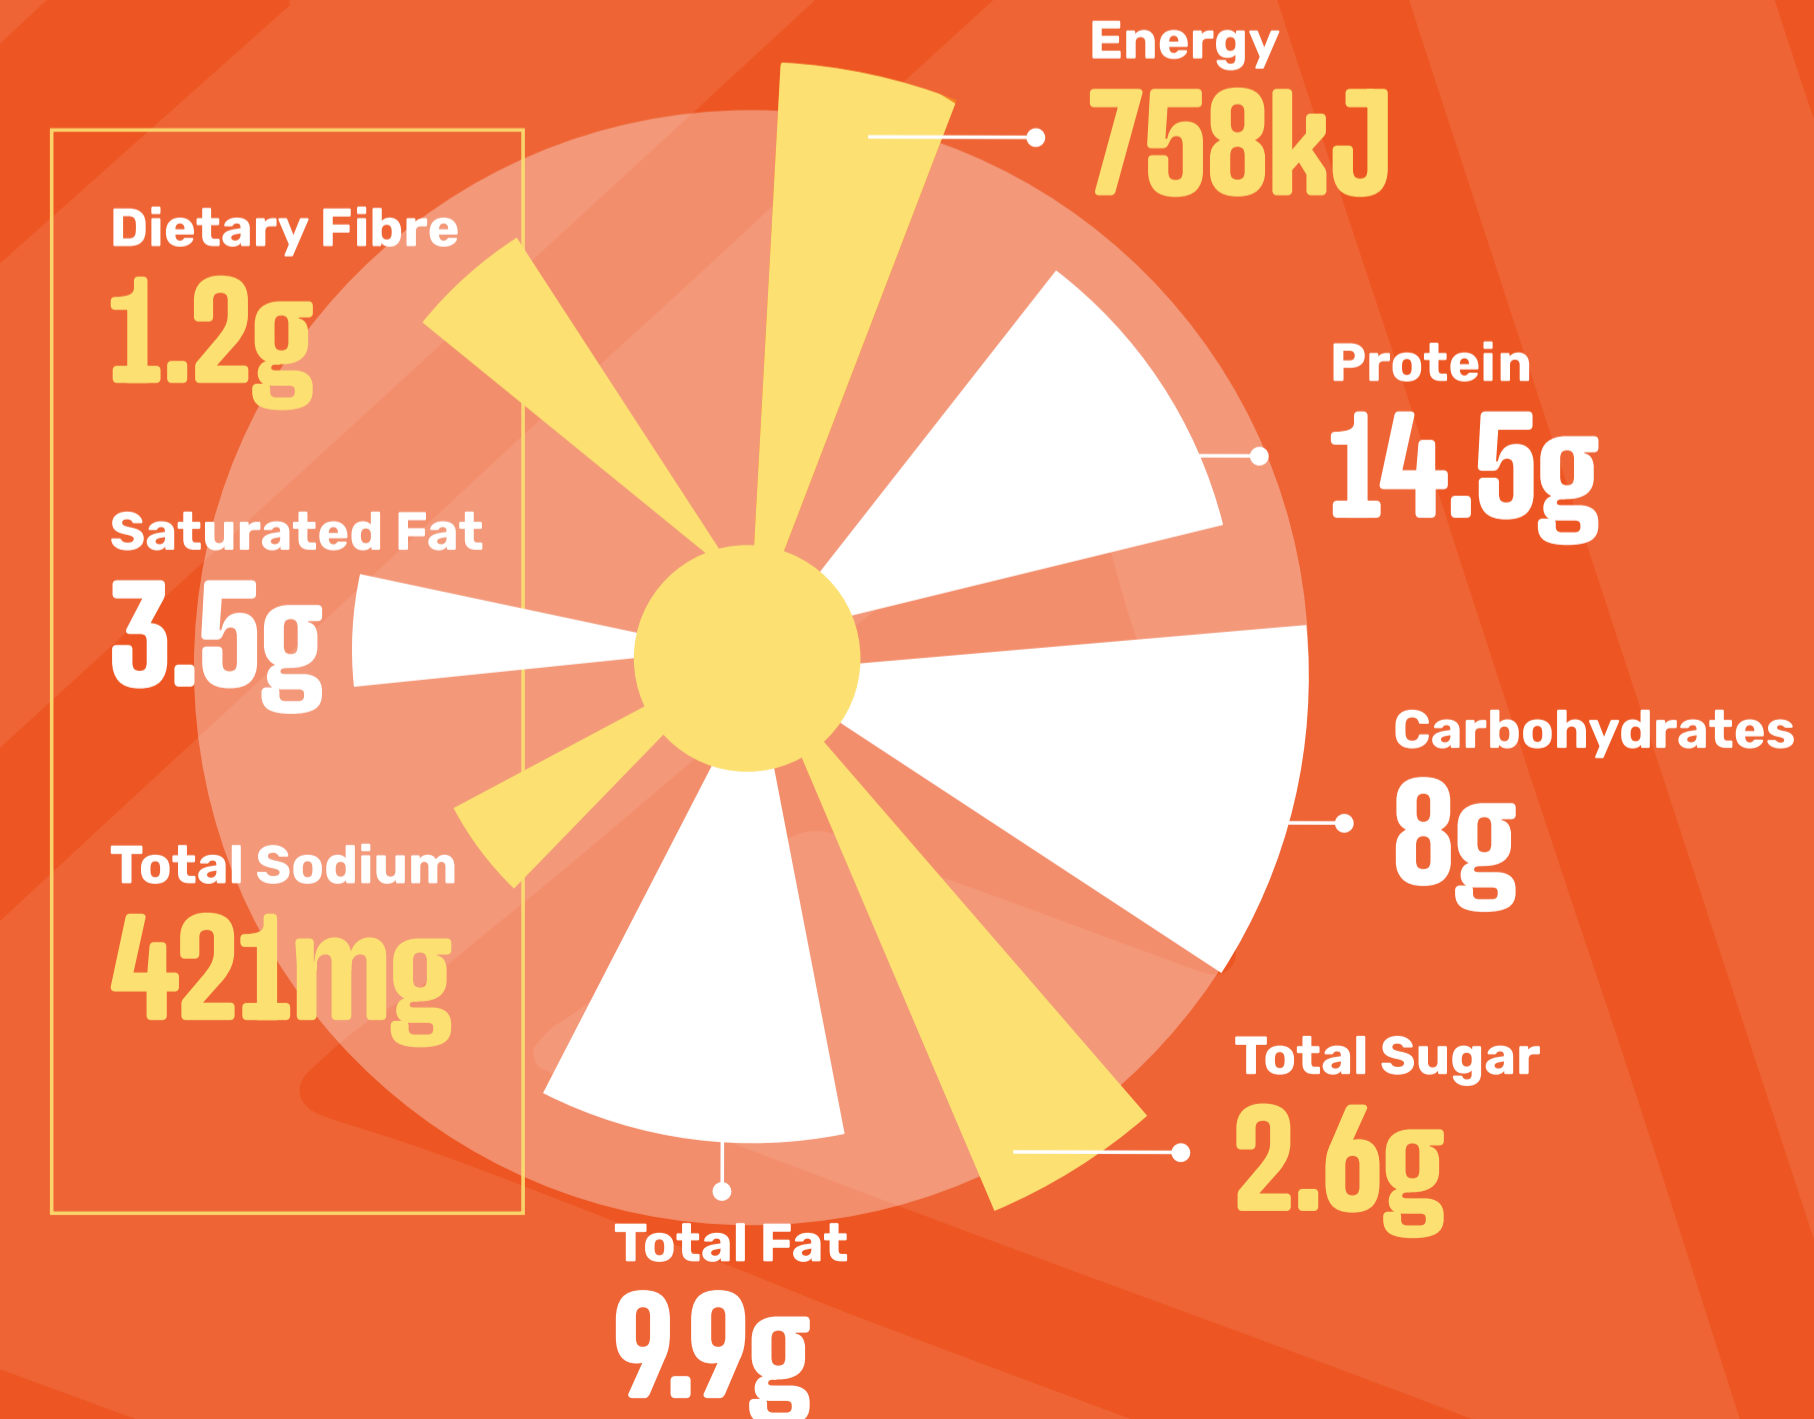 Energy
758kJ
Protein
14.5g
Carbohydrates
8g
Total Sugar
2.6g
Total Fat
9.9g
Total Sodium
421mg
Saturated Fat
3.5g
Dietary Fibre
1.2g